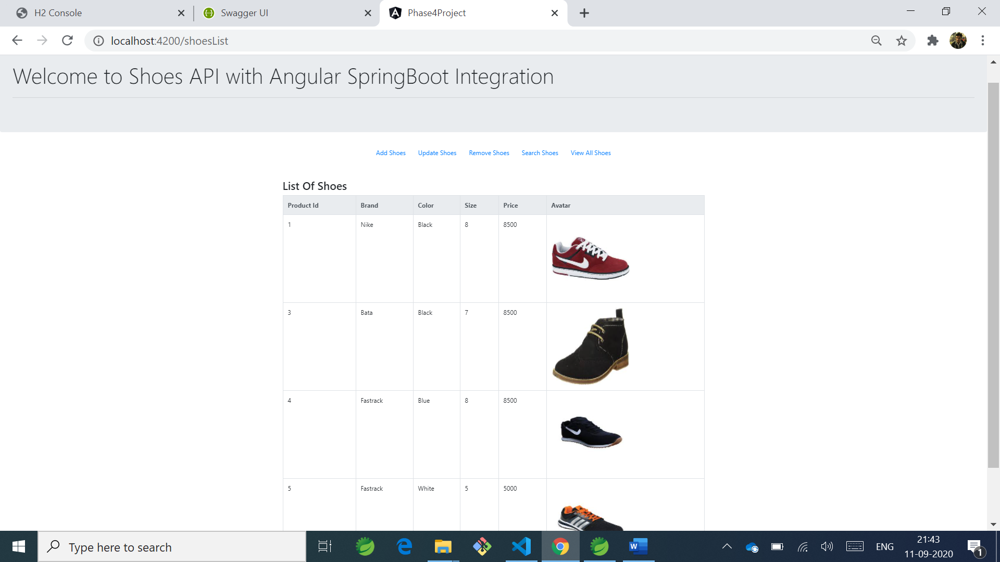 H2 Console
Swagger UI
Phase4Project
localhost:4200/shoesList
Welcome to Shoes API with Angular SpringBoot Integration
Add Shoes Update Shoes Remove Shoes Search Shoes View All Shoes
List Of Shoes
Product Id Brand Color Size Price Avatar
1 Nike Black 8 8500
3 Bata Black 7 8500
4 Fastrack Blue 8 8500
5 Fastrack White 5 5000
Type here to search
W
ENG
21:43
11-09-2020
1